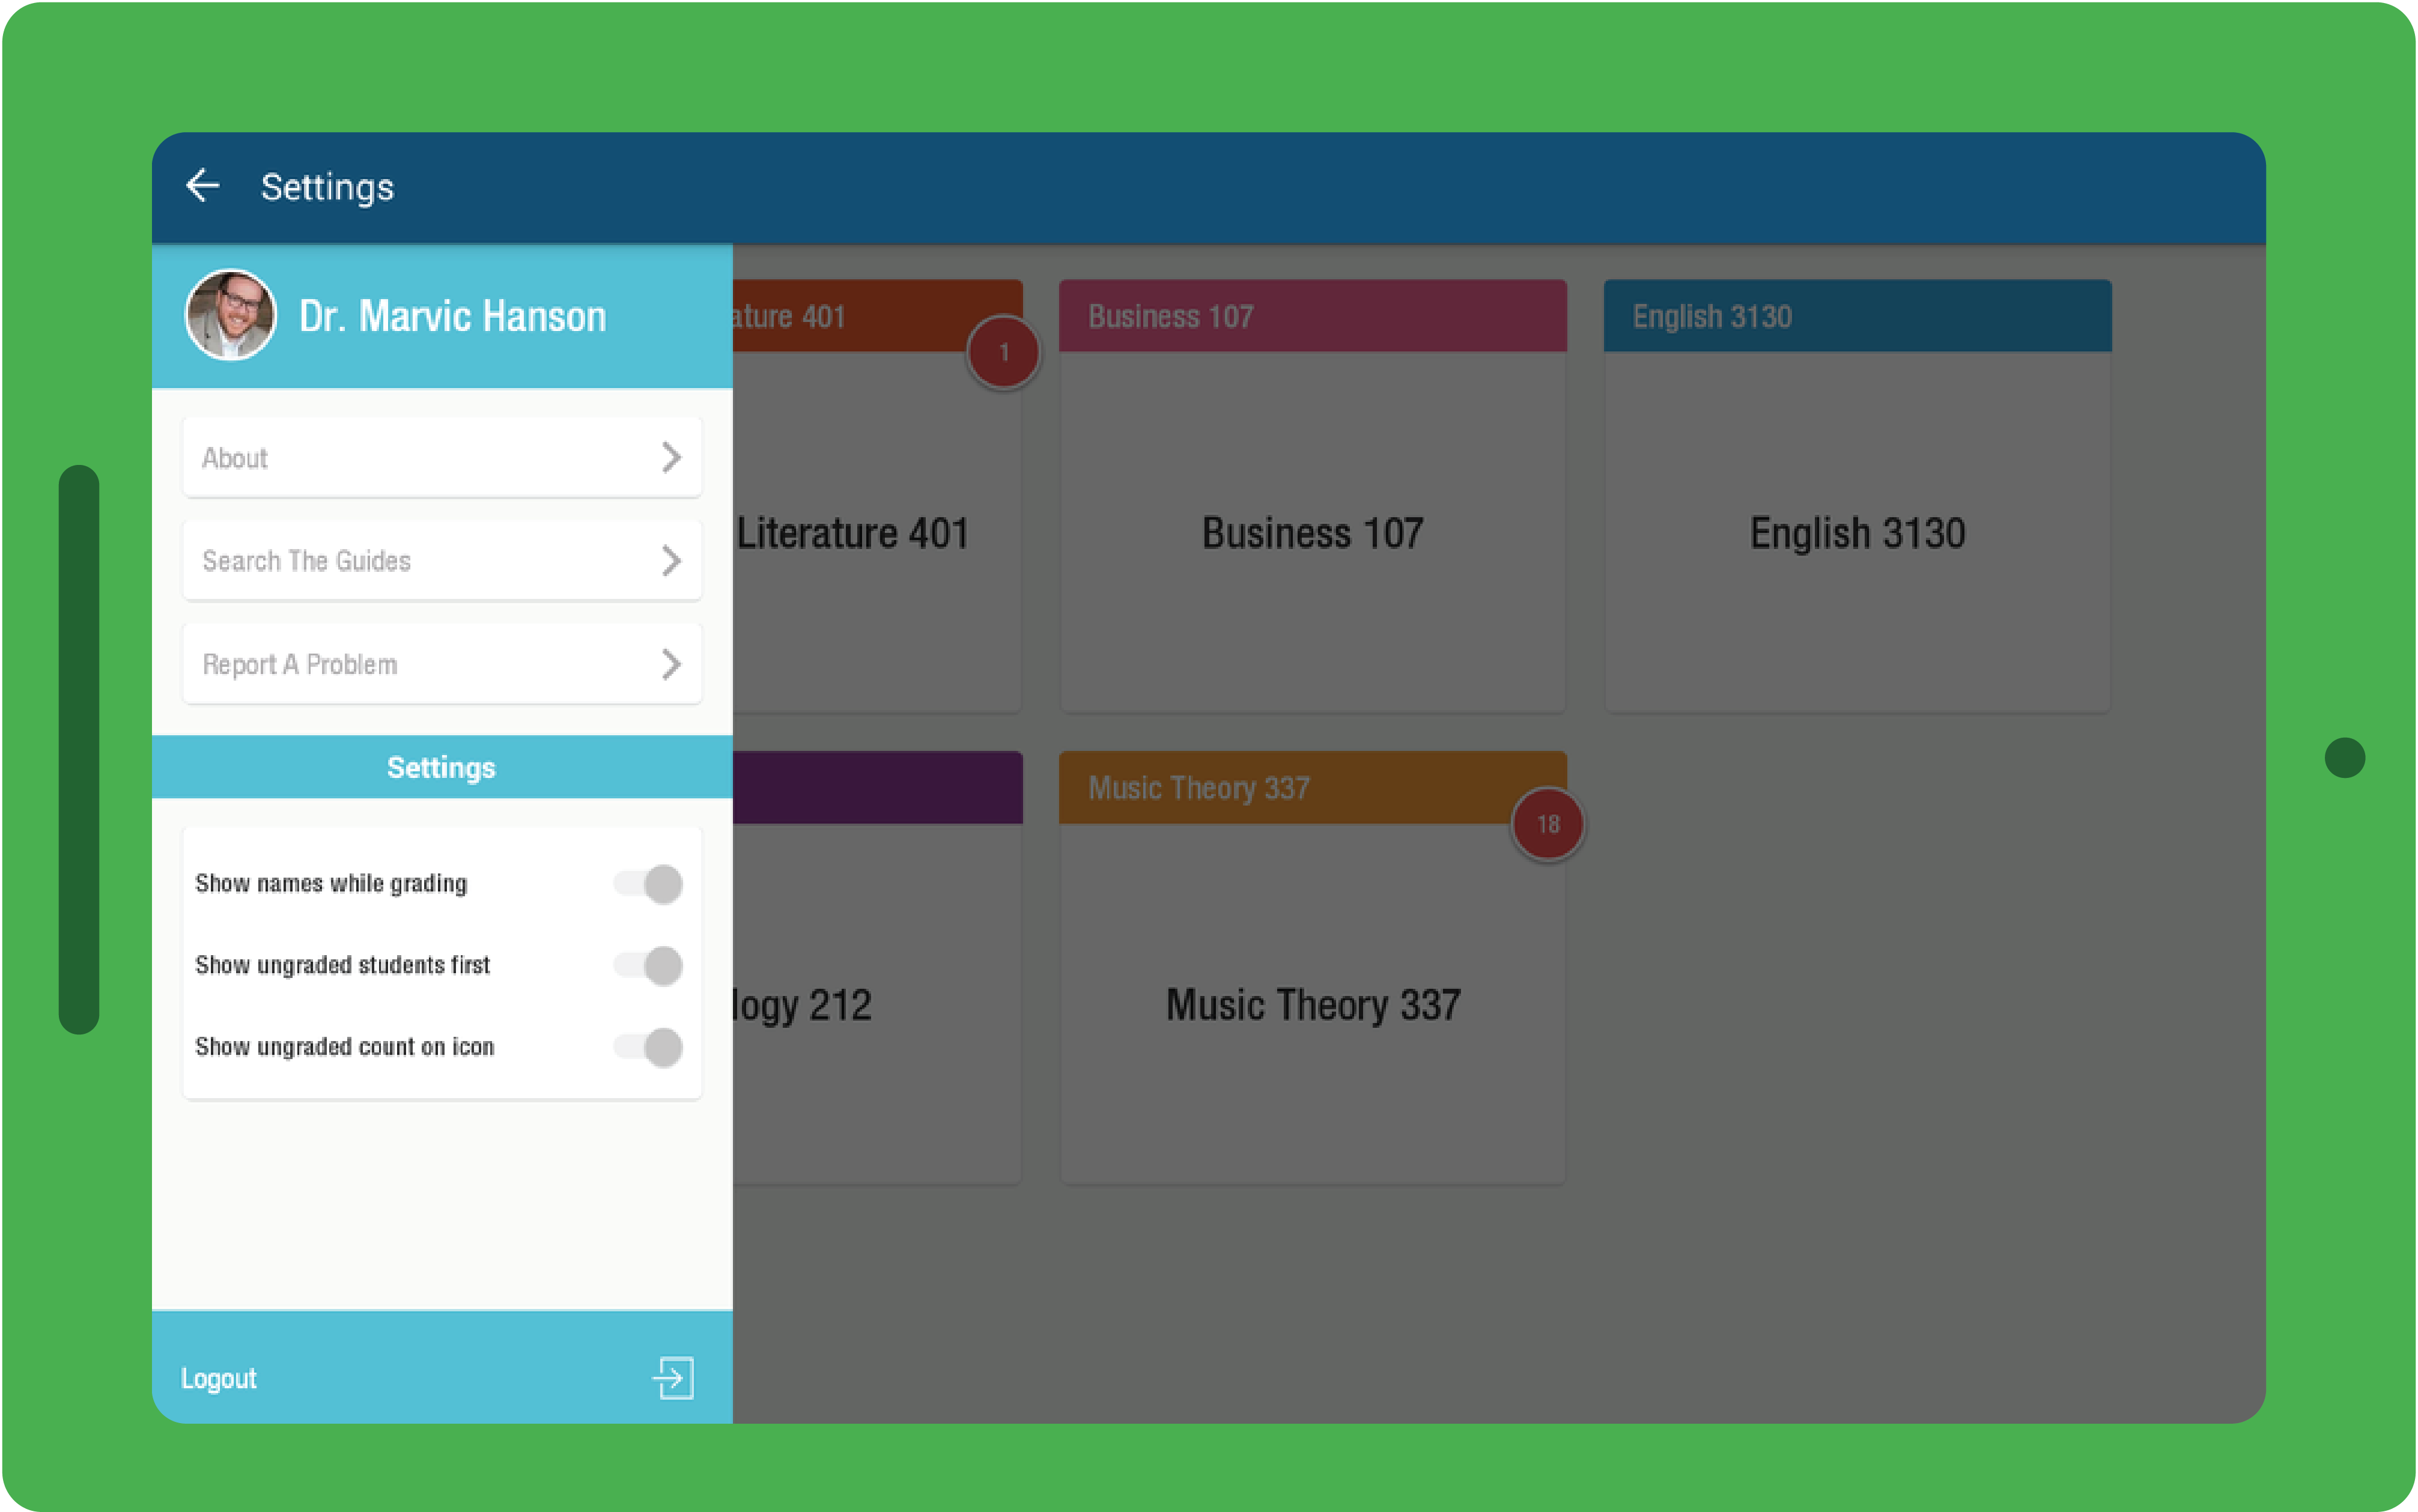 Settings
Dr. Marvic Hanson
About
Search The Guides
Report A Problem
Settings
Show names while grading
Show ungraded students first
Show ungraded count on icon
Logout
ature 401
1
Literature 401
Business 107
Business 107
English 3130
English 3130
logy 212
Music Theory 337
18
Music Theory 337